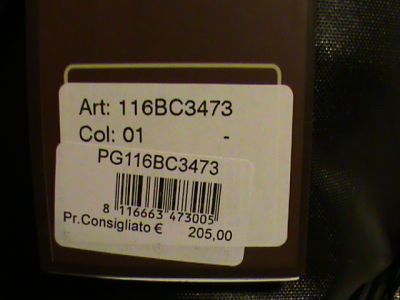 Art: 116BC3473
Col: 01 -
PG116BC3473
8 116663 473005
Pr.Consigliato € 205,00